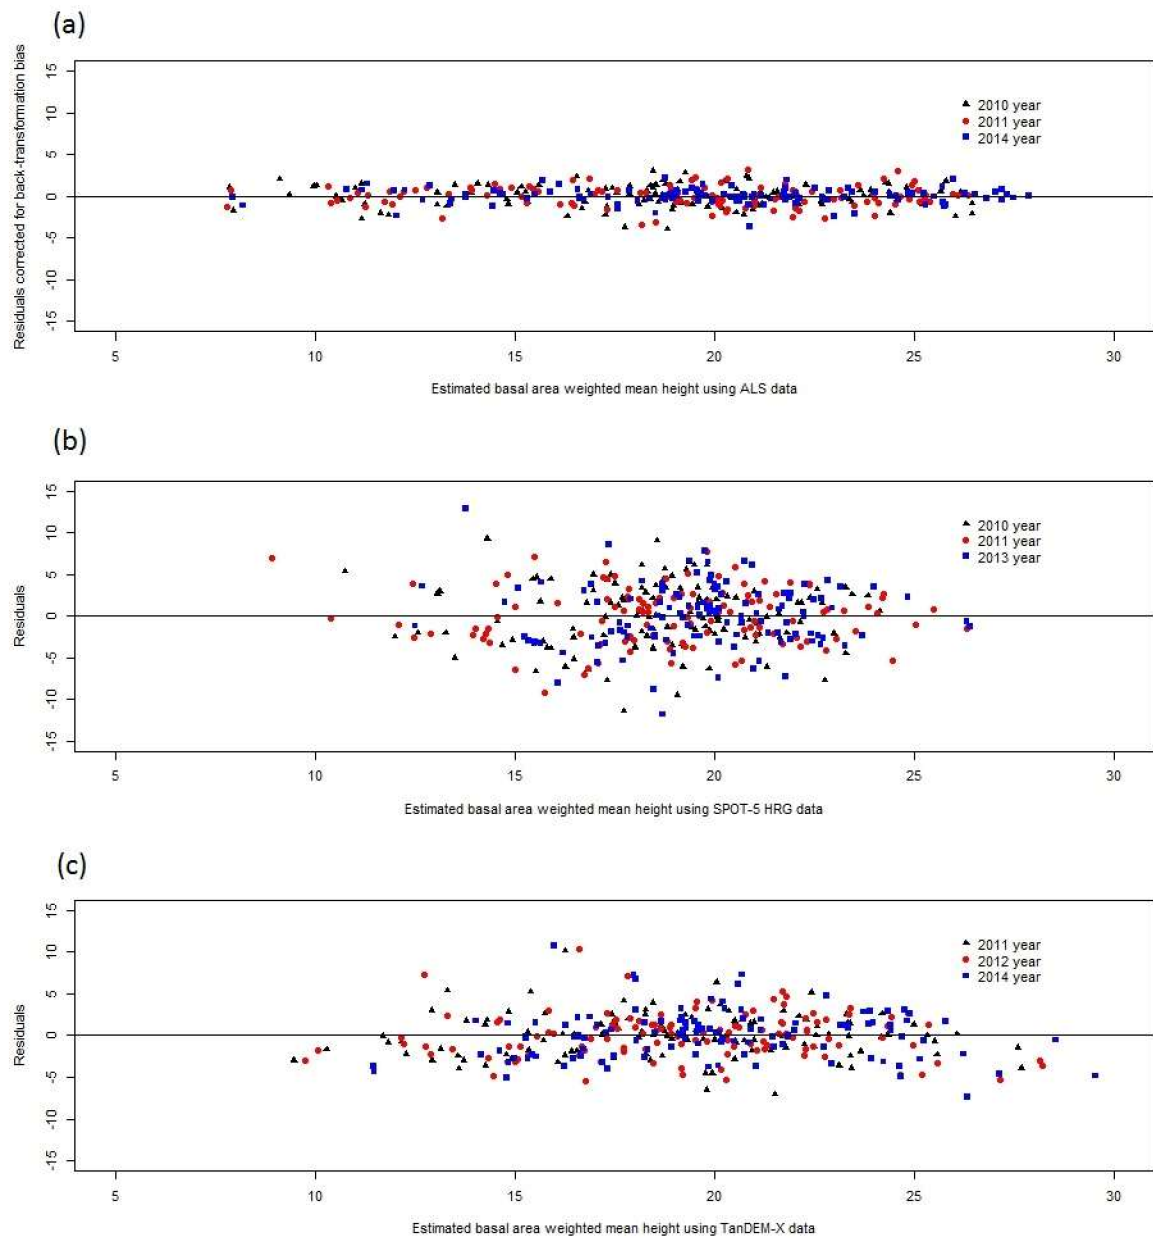 (a)
Residuals corrected for back-transformation bias
15
10
5
0
-5
-10
-15
2010 year
2011 year
2014 year
5 10 15 20 25 30
Estimated basal area weighted mean height using ALS data
(b)
Residuals
15
10
5
0
-5
-10
-15
2010 year
2011 year
2013 year
5 10 15 20 25 30
Estimated basal area weighted mean height using SPOT-5 HRG data
(c)
Residuals
15
10
5
0
-5
-10
-15
2011 year
2012 year
2014 year
5 10 15 20 25 30
Estimated basal area weighted mean height using TanDEM-X data